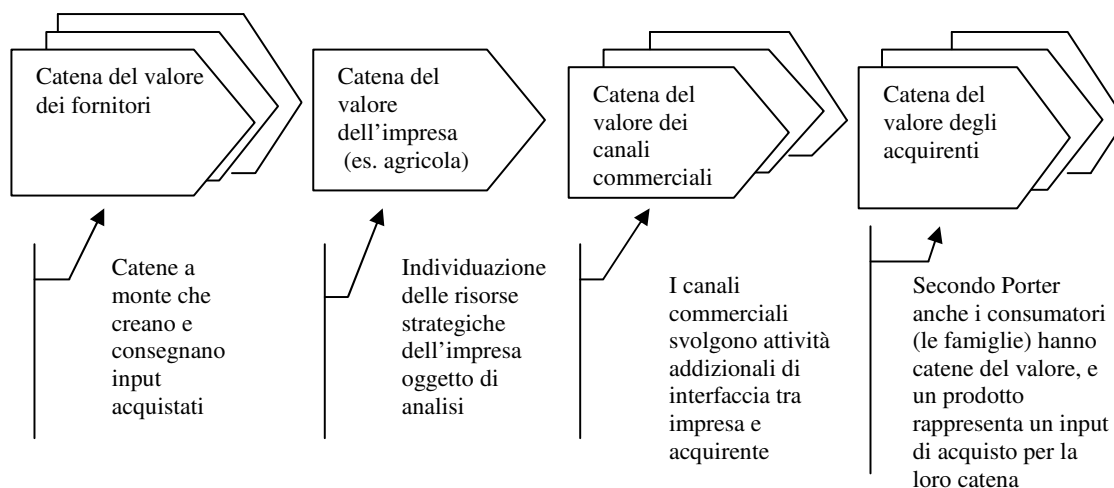 Catena del valore
dei fornitori
Catena del
valore
dell’impresa
(es. agricola)
Catena del
valore dei
canali
commerciali
Catena del
valore degli
acquirenti
Catene a
monte che
creano e
consegnano
input
acquistati
Individuazione
delle risorse
strategiche
dell’impresa
oggetto di
analisi
I canali
commerciali
svolgono attività
addizionali di
interfaccia tra
impresa e
acquirente
Secondo Porter
anche i consumatori
(le famiglie) hanno
catene del valore, e
un prodotto
rappresenta un input
di acquisto per la
loro catena